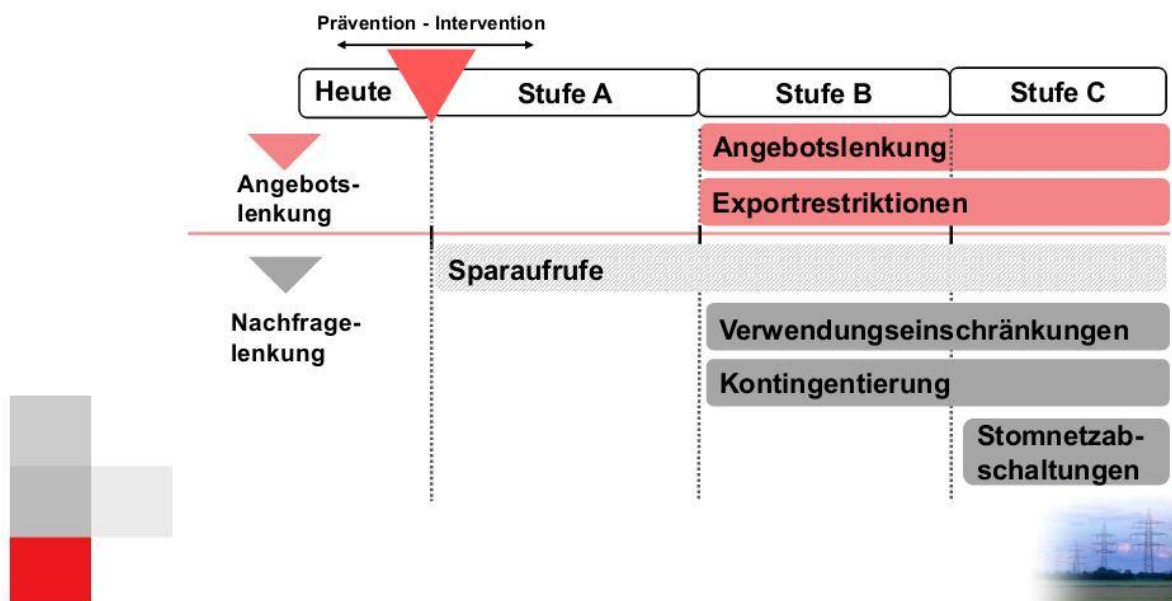 Prävention - Intervention
Heute
Stufe A
Stufe B
Stufe C
Angebots-
lenkung
Angebotslenkung
Exportrestriktionen
Nachfrage-
lenkung
Sparaufrufe
Verwendungseinschränkungen
Kontingentierung
Stomnetzab-
schaltungen